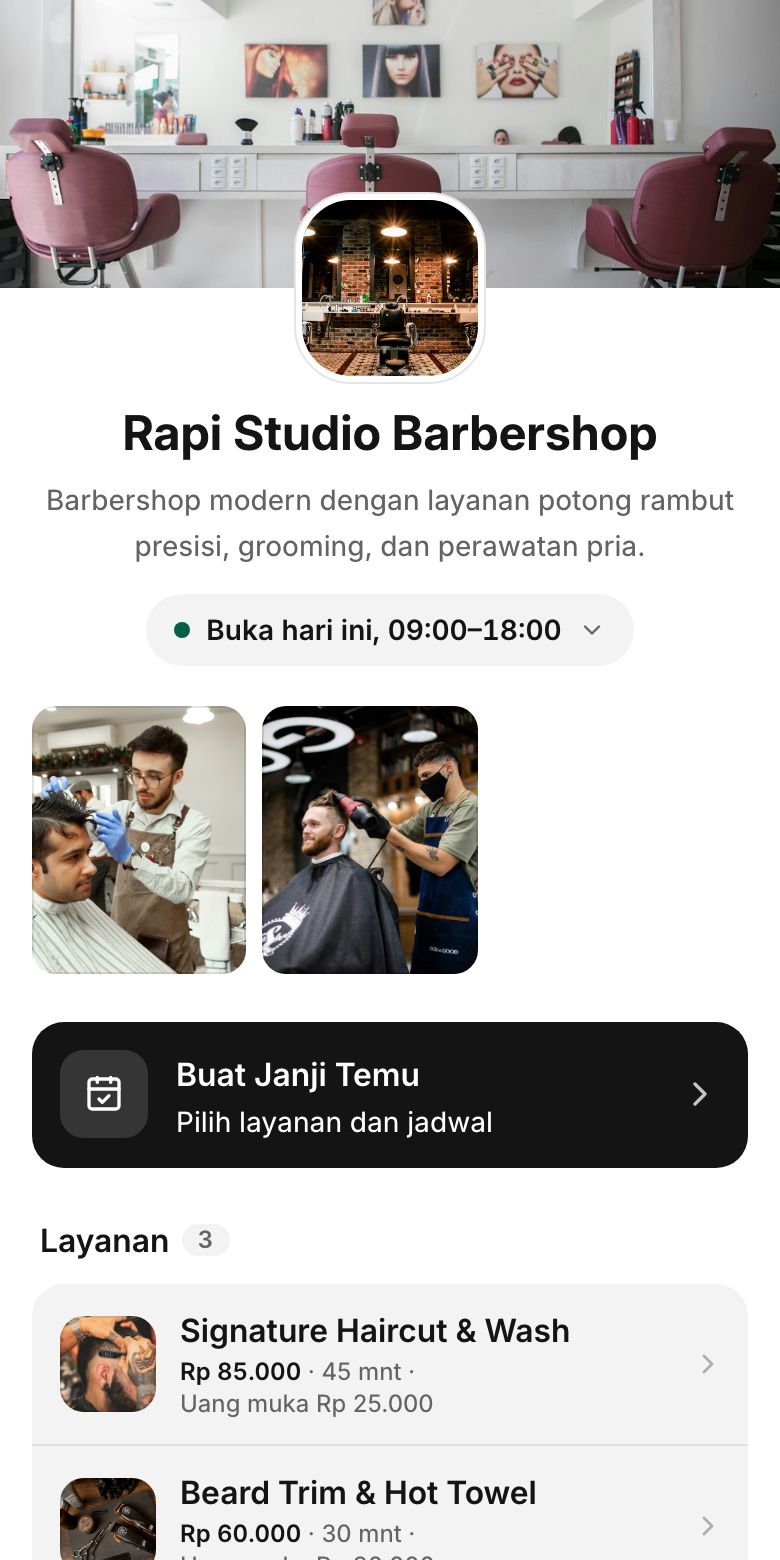 Rapi Studio Barbershop
Barbershop modern dengan layanan potong rambut
presisi, grooming, dan perawatan pria.
Buka hari ini, 09:00–18:00
Buat Janji Temu
Pilih layanan dan jadwal
Layanan 3
Signature Haircut & Wash
Rp 85.000 · 45 mnt ·
Uang muka Rp 25.000
Beard Trim & Hot Towel
Rp 60.000 · 30 mnt ·